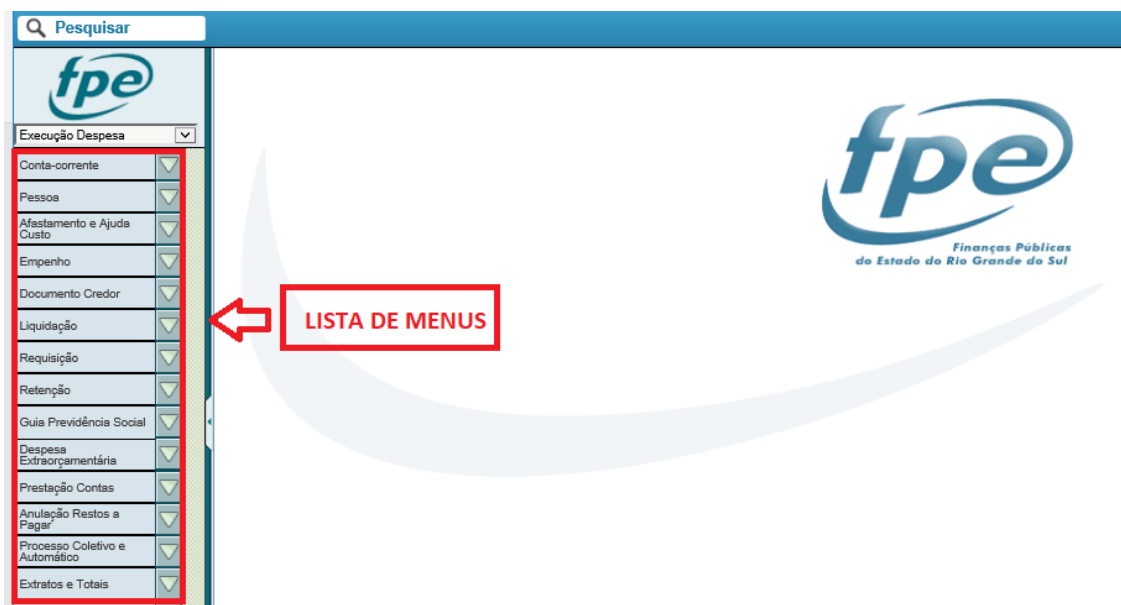 Pesquisar
fpe
Execução Despesa
Conta-corrente
Pessoa
Afastamento e Ajuda
Custo
Empenho
Documento Credor
Liquidação
Requisição
Retenção
Guia Previdência Social
Despesa
Extraorçamentária
Prestação Contas
Anulação Restos a
Pagar
Processo Coletivo e
Automático
Extratos e Totais
LISTA DE MENUS
fpe
Finanças Públicas
do Estado do Rio Grande do Sul